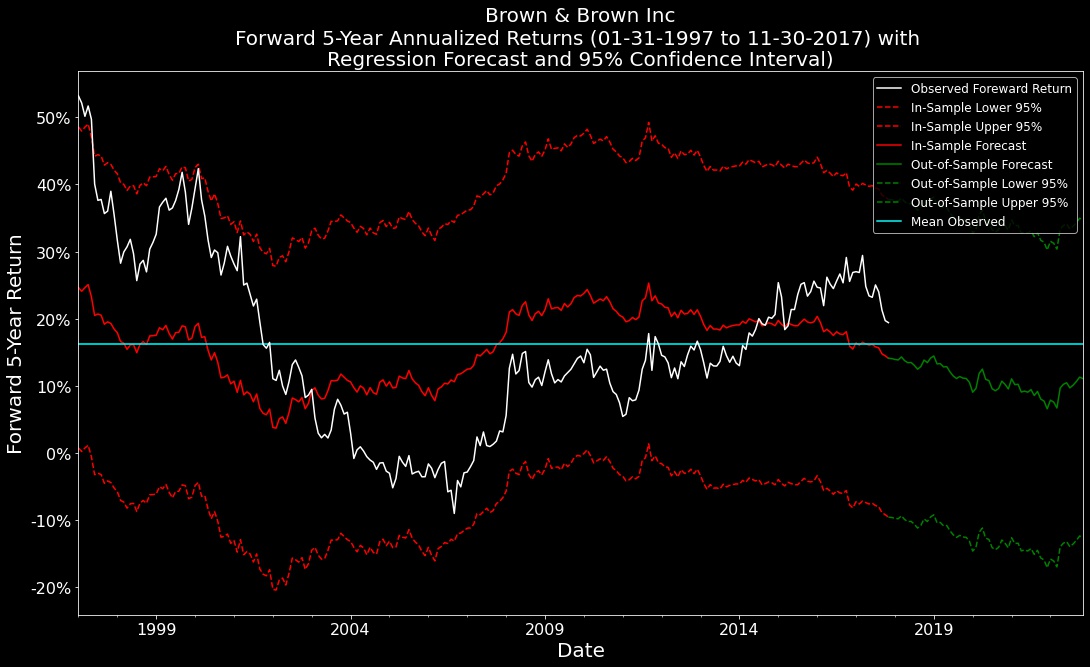 Brown & Brown Inc
Forward 5-Year Annualized Returns (01-31-1997 to 11-30-2017) with
Regression Forecast and 95% Confidence Interval)
Observed Foreward Return
In-Sample Lower 95%
In-Sample Upper 95%
In-Sample Forecast
Out-of-Sample Forecast
Out-of-Sample Lower 95%
Out-of-Sample Upper 95%
Mean Observed
Forward 5-Year Return
50%
40%
30%
20%
10%
0%
-10%
-20%
1999
2004
2009
2014
2019
Date